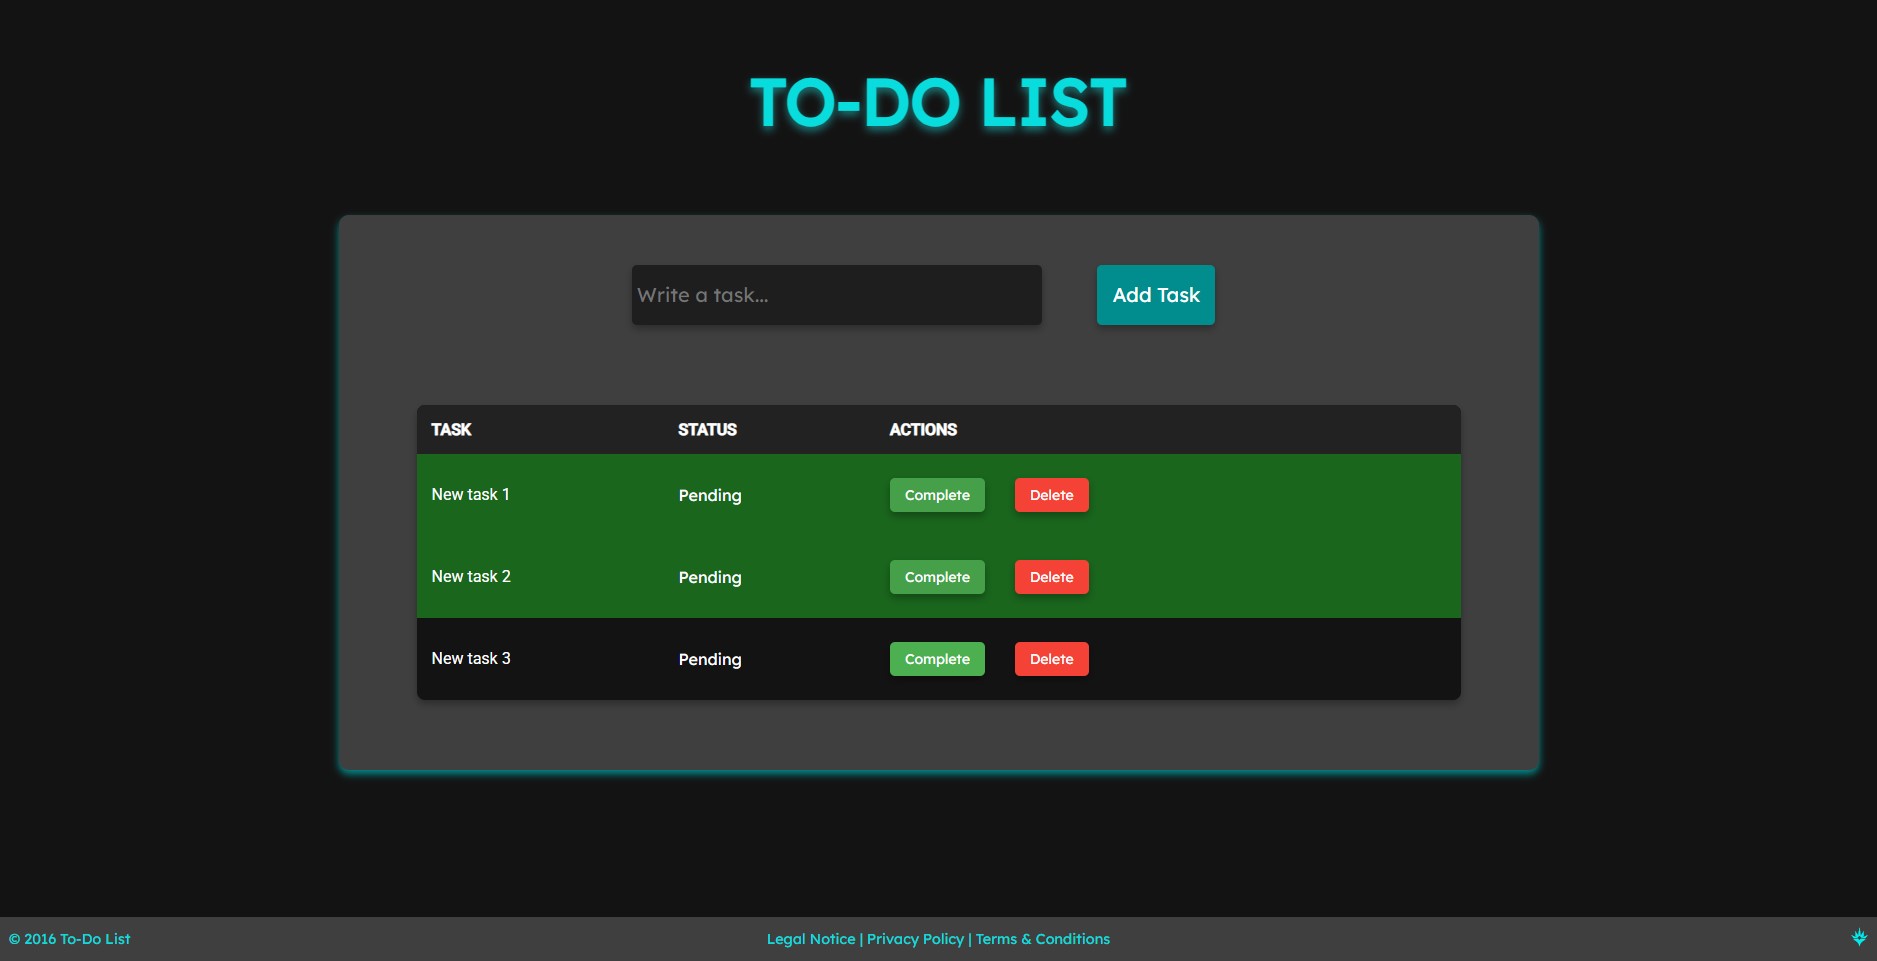 TO-DO LIST
Write a task...
Add Task
TASK STATUS ACTIONS
New task 1 Pending Complete Delete
New task 2 Pending Complete Delete
New task 3 Pending Complete Delete
© 2016 To-Do List Legal Notice | Privacy Policy | Terms & Conditions